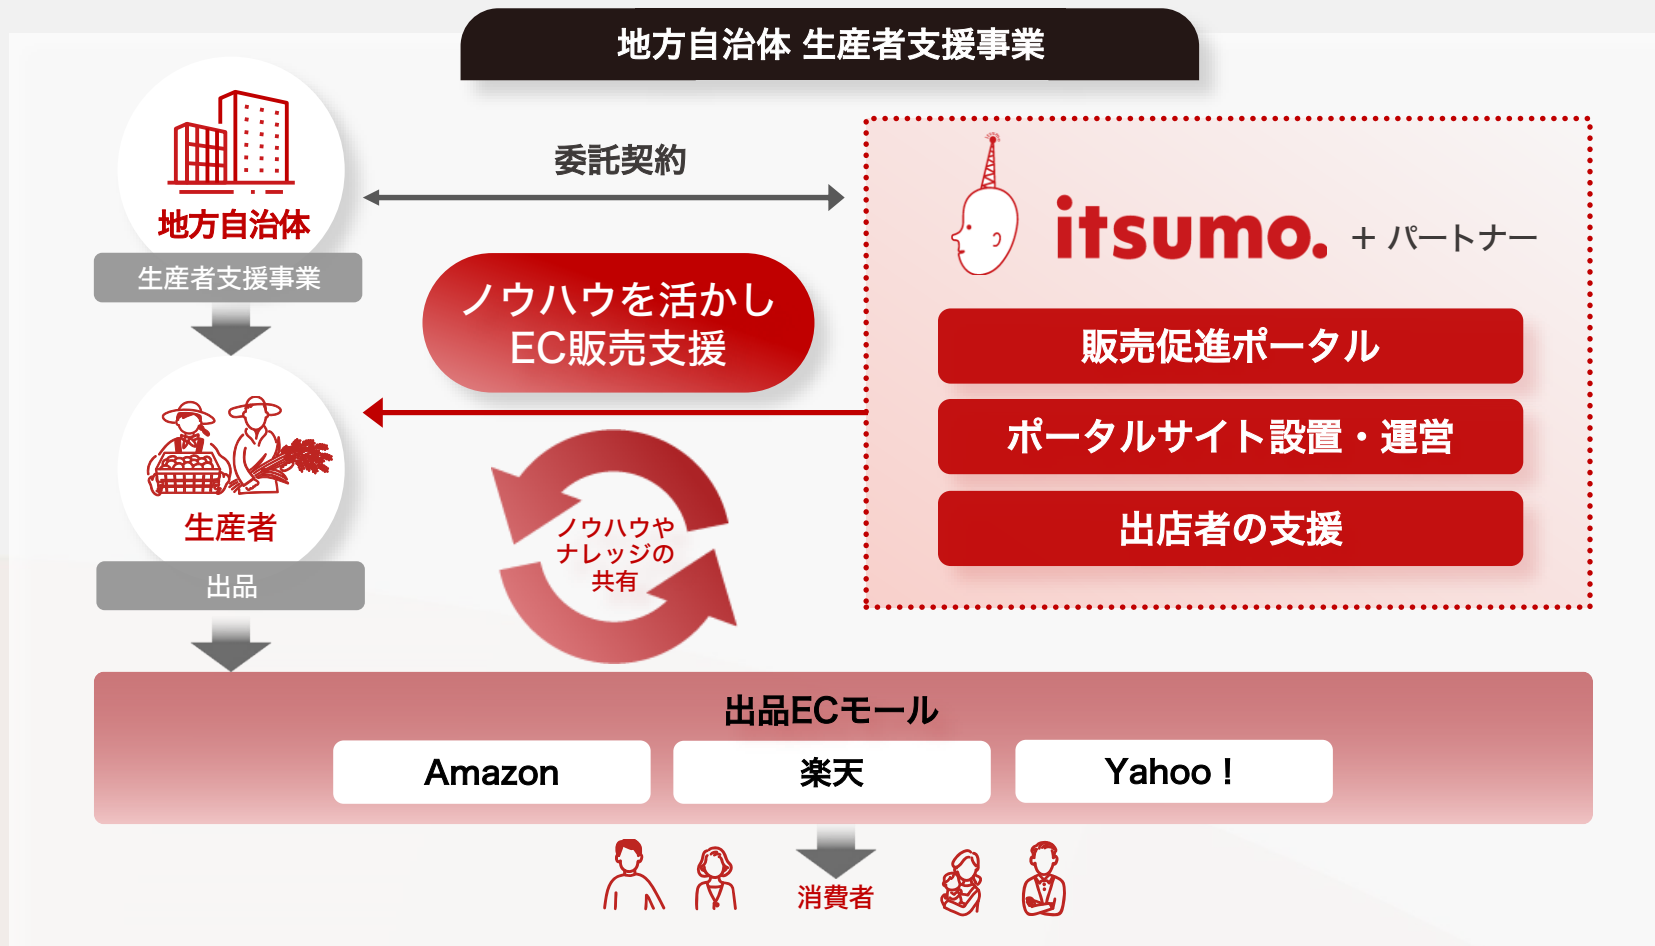 地方自治体 生産者支援事業
地方自治体
生産者支援事業
委託契約
itsumo.
+ パートナー
ノウハウを活かし
EC販売支援
販売促進ポータル
ポータルサイト設置・運営
出店者の支援
生産者
出品
ノウハウや
ナレッジの
共有
出品ECモール
Amazon
楽天
Yahoo！
消費者